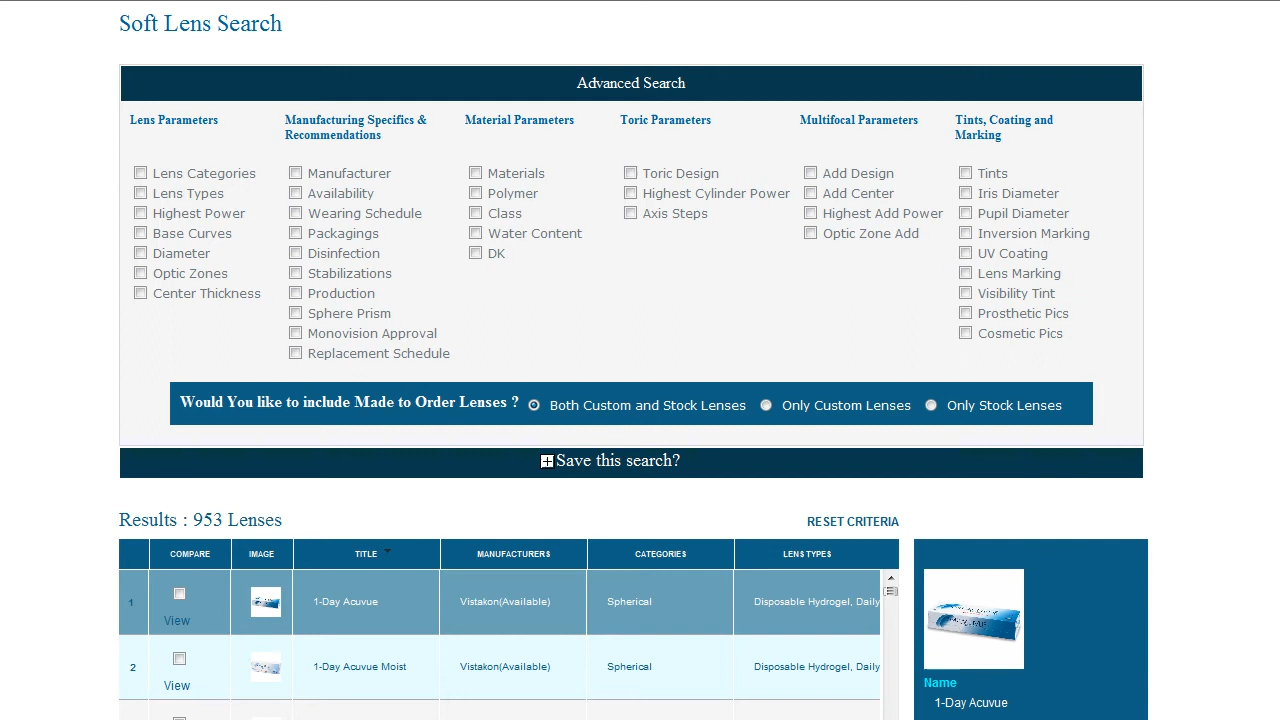 Soft Lens Search
Advanced Search
Lens Parameters
Lens Categories
Lens Types
Highest Power
Base Curves
Diameter
Optic Zones
Center Thickness
Manufacturing Specifics &
Recommendations
Manufacturer
Availability
Wearing Schedule
Packagings
Disinfection
Stabilizations
Production
Sphere Prism
Monovision Approval
Replacement Schedule
Material Parameters
Materials
Polymer
Class
Water Content
DK
Toric Parameters
Toric Design
Highest Cylinder Power
Axis Steps
Multifocal Parameters
Add Design
Add Center
Highest Add Power
Optic Zone Add
Tints, Coating and
Marking
Tints
Iris Diameter
Pupil Diameter
Inversion Marking
UV Coating
Lens Marking
Visibility Tint
Prosthetic Pics
Cosmetic Pics
Would You like to include Made to Order Lenses ? Both Custom and Stock Lenses Only Custom Lenses Only Stock Lenses
Save this search?
Results : 953 Lenses RESET CRITERIA
COMPARE IMAGE TITLE MANUFACTURERS CATEGORIES LENS TYPES
1 1-Day Acuvue Vistakon(Available) Spherical Disposable Hydrogel, Daily
View
2 1-Day Acuvue Moist Vistakon(Available) Spherical Disposable Hydrogel, Daily
View
Name
1-Day Acuvue